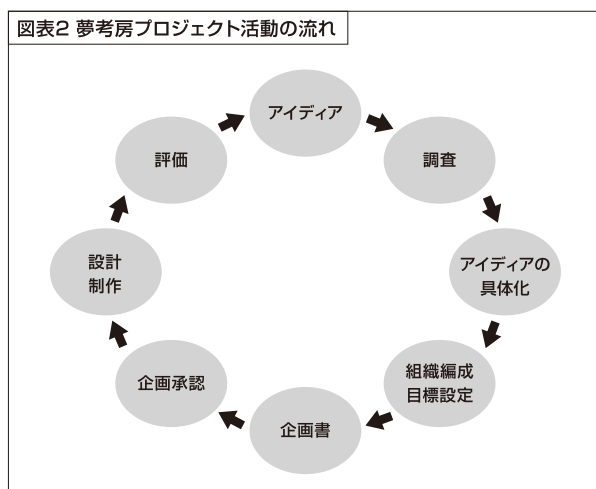 図表2 夢考房プロジェクト活動の流れ
アイディア
調査
アイディアの
具体化
組織編成
目標設定
企画書
企画承認
設計
制作
評価